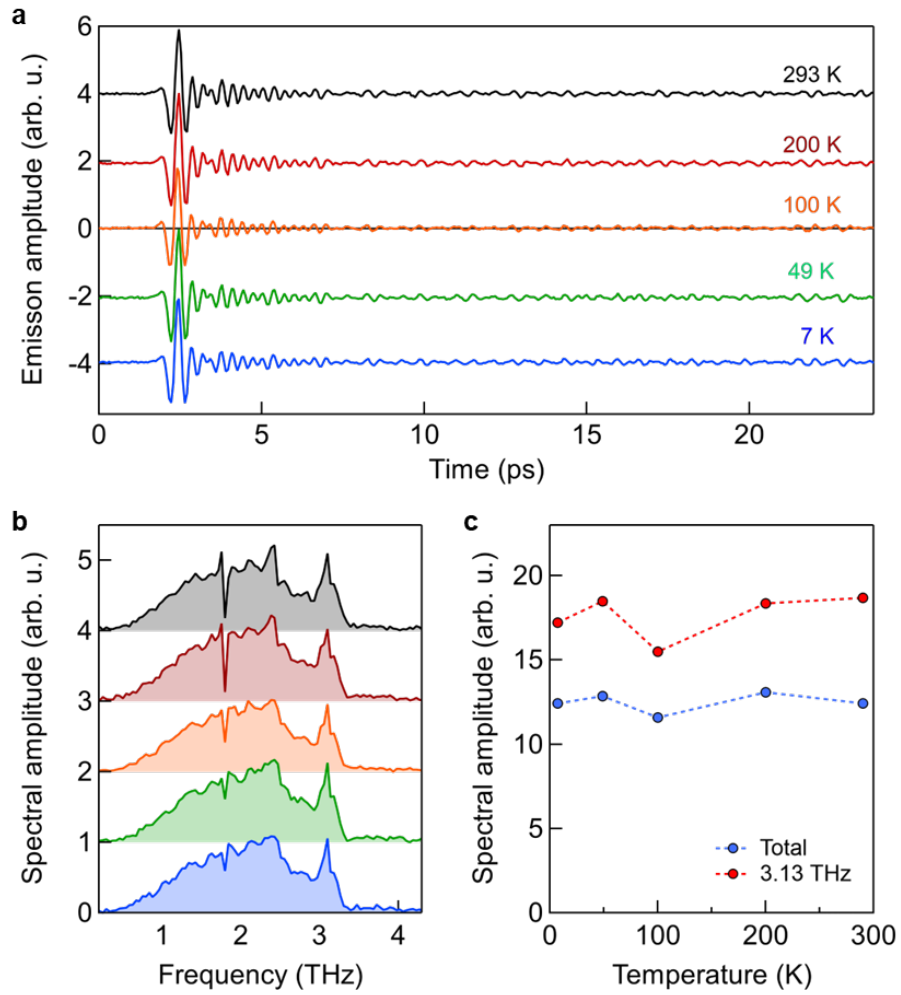 a
Emisson ampltude (arb. u.)
6
4
2
0
-2
-4
293 K
200 K
100 K
49 K
7 K
0
5
10
15
20
Time (ps)
b
Spectral amplitude (arb. u.)
5
4
3
2
1
0
1
2
3
4
Frequency (THz)
c
Spectral amplitude (arb. u.)
20
15
10
5
0
Total
3.13 THz
0
100
200
300
Temperature (K)